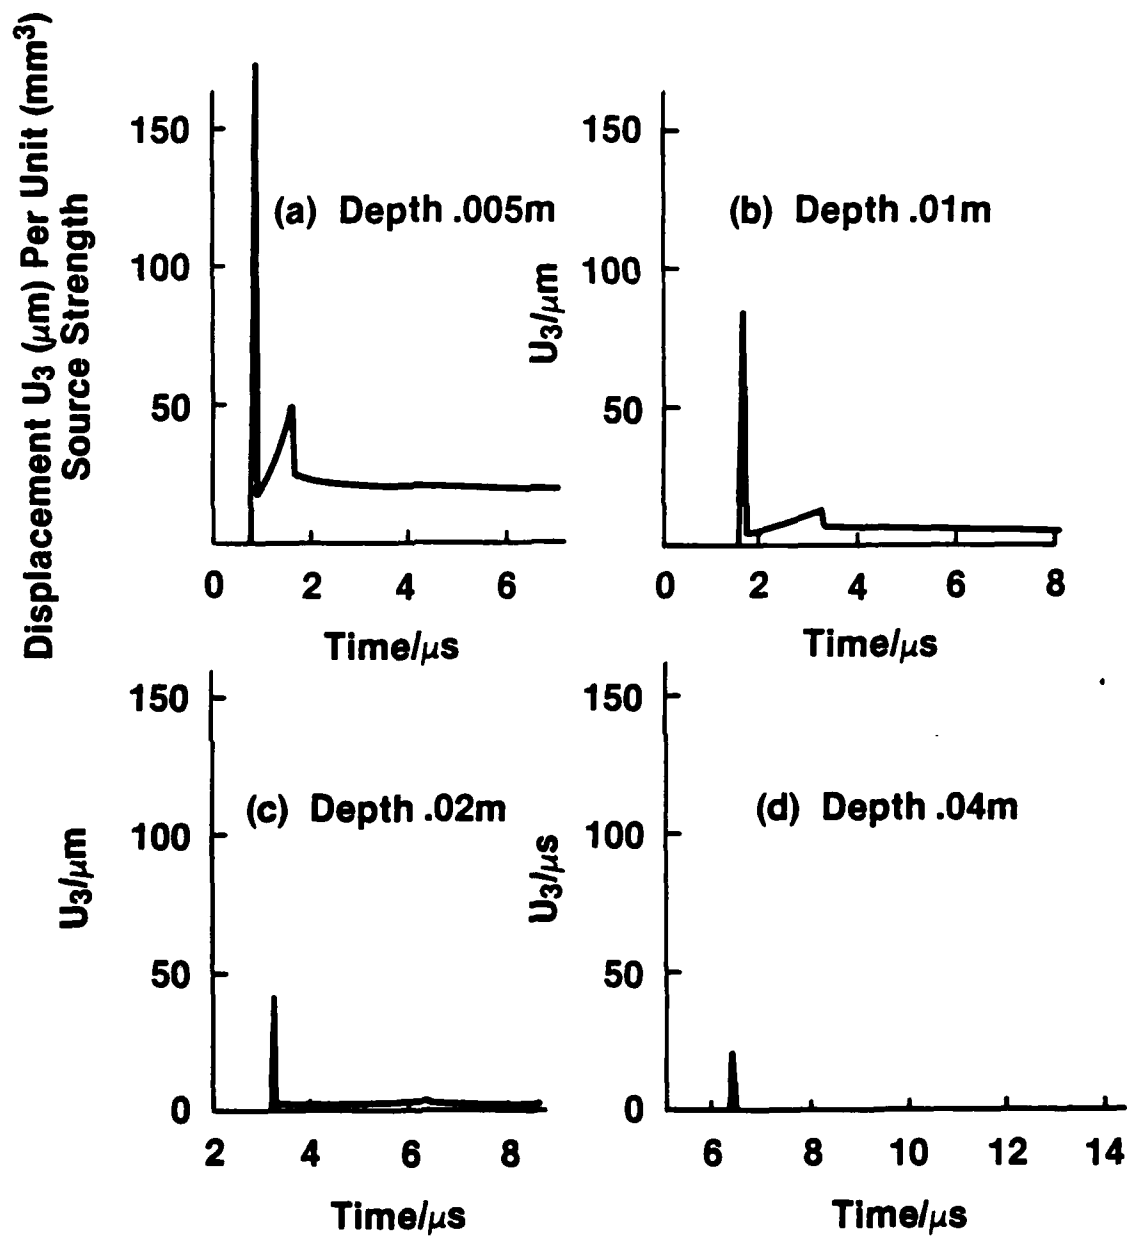 Displacement U3 (μm) Per Unit (mm³)
Source Strength
150
100
50
(a) Depth .005m
0 2 4 6
Time/μs
U3/μm
150
100
50
(b) Depth .01m
0 2 4 6 8
Time/μs
U3/μm
150
100
50
0
(c) Depth .02m
2 4 6 8
Time/μs
U3/μs
150
100
50
0
(d) Depth .04m
6 8 10 12 14
Time/μs